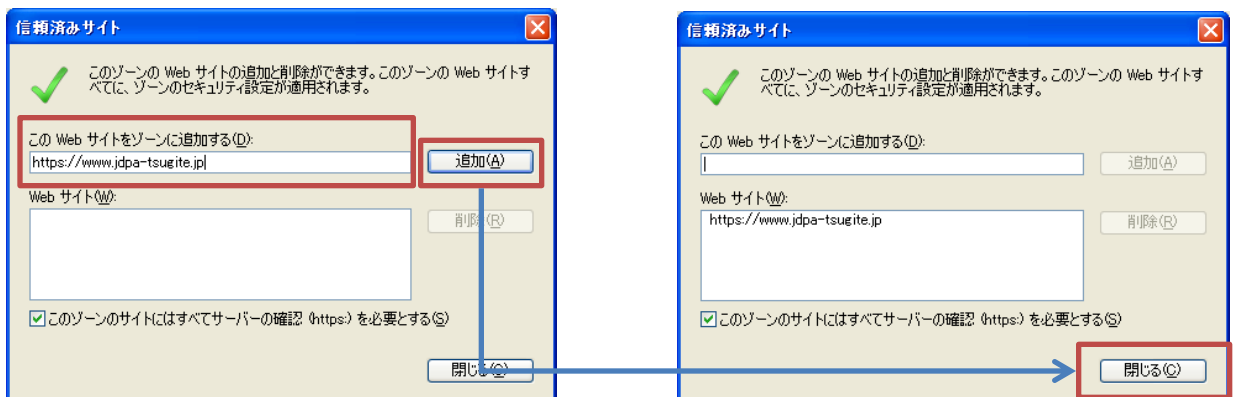 信頼済みサイト
このゾーンの Web サイトの追加と削除ができます。このゾーンの Web サイトす
べてに、ゾーンのセキュリティ設定が適用されます。
この Web サイトをゾーンに追加する(D):
https://www.jdpa-tsugite.jp
追加(A)
Web サイト(W):
削除(R)
このゾーンのサイトにはすべてサーバーの確認 (https:) を必要とする(S)
閉じる(C)
信頼済みサイト
このゾーンの Web サイトの追加と削除ができます。このゾーンの Web サイトす
べてに、ゾーンのセキュリティ設定が適用されます。
この Web サイトをゾーンに追加する(D):
追加(A)
Web サイト(W):
https://www.jdpa-tsugite.jp
削除(R)
このゾーンのサイトにはすべてサーバーの確認 (https:) を必要とする(S)
閉じる(C)